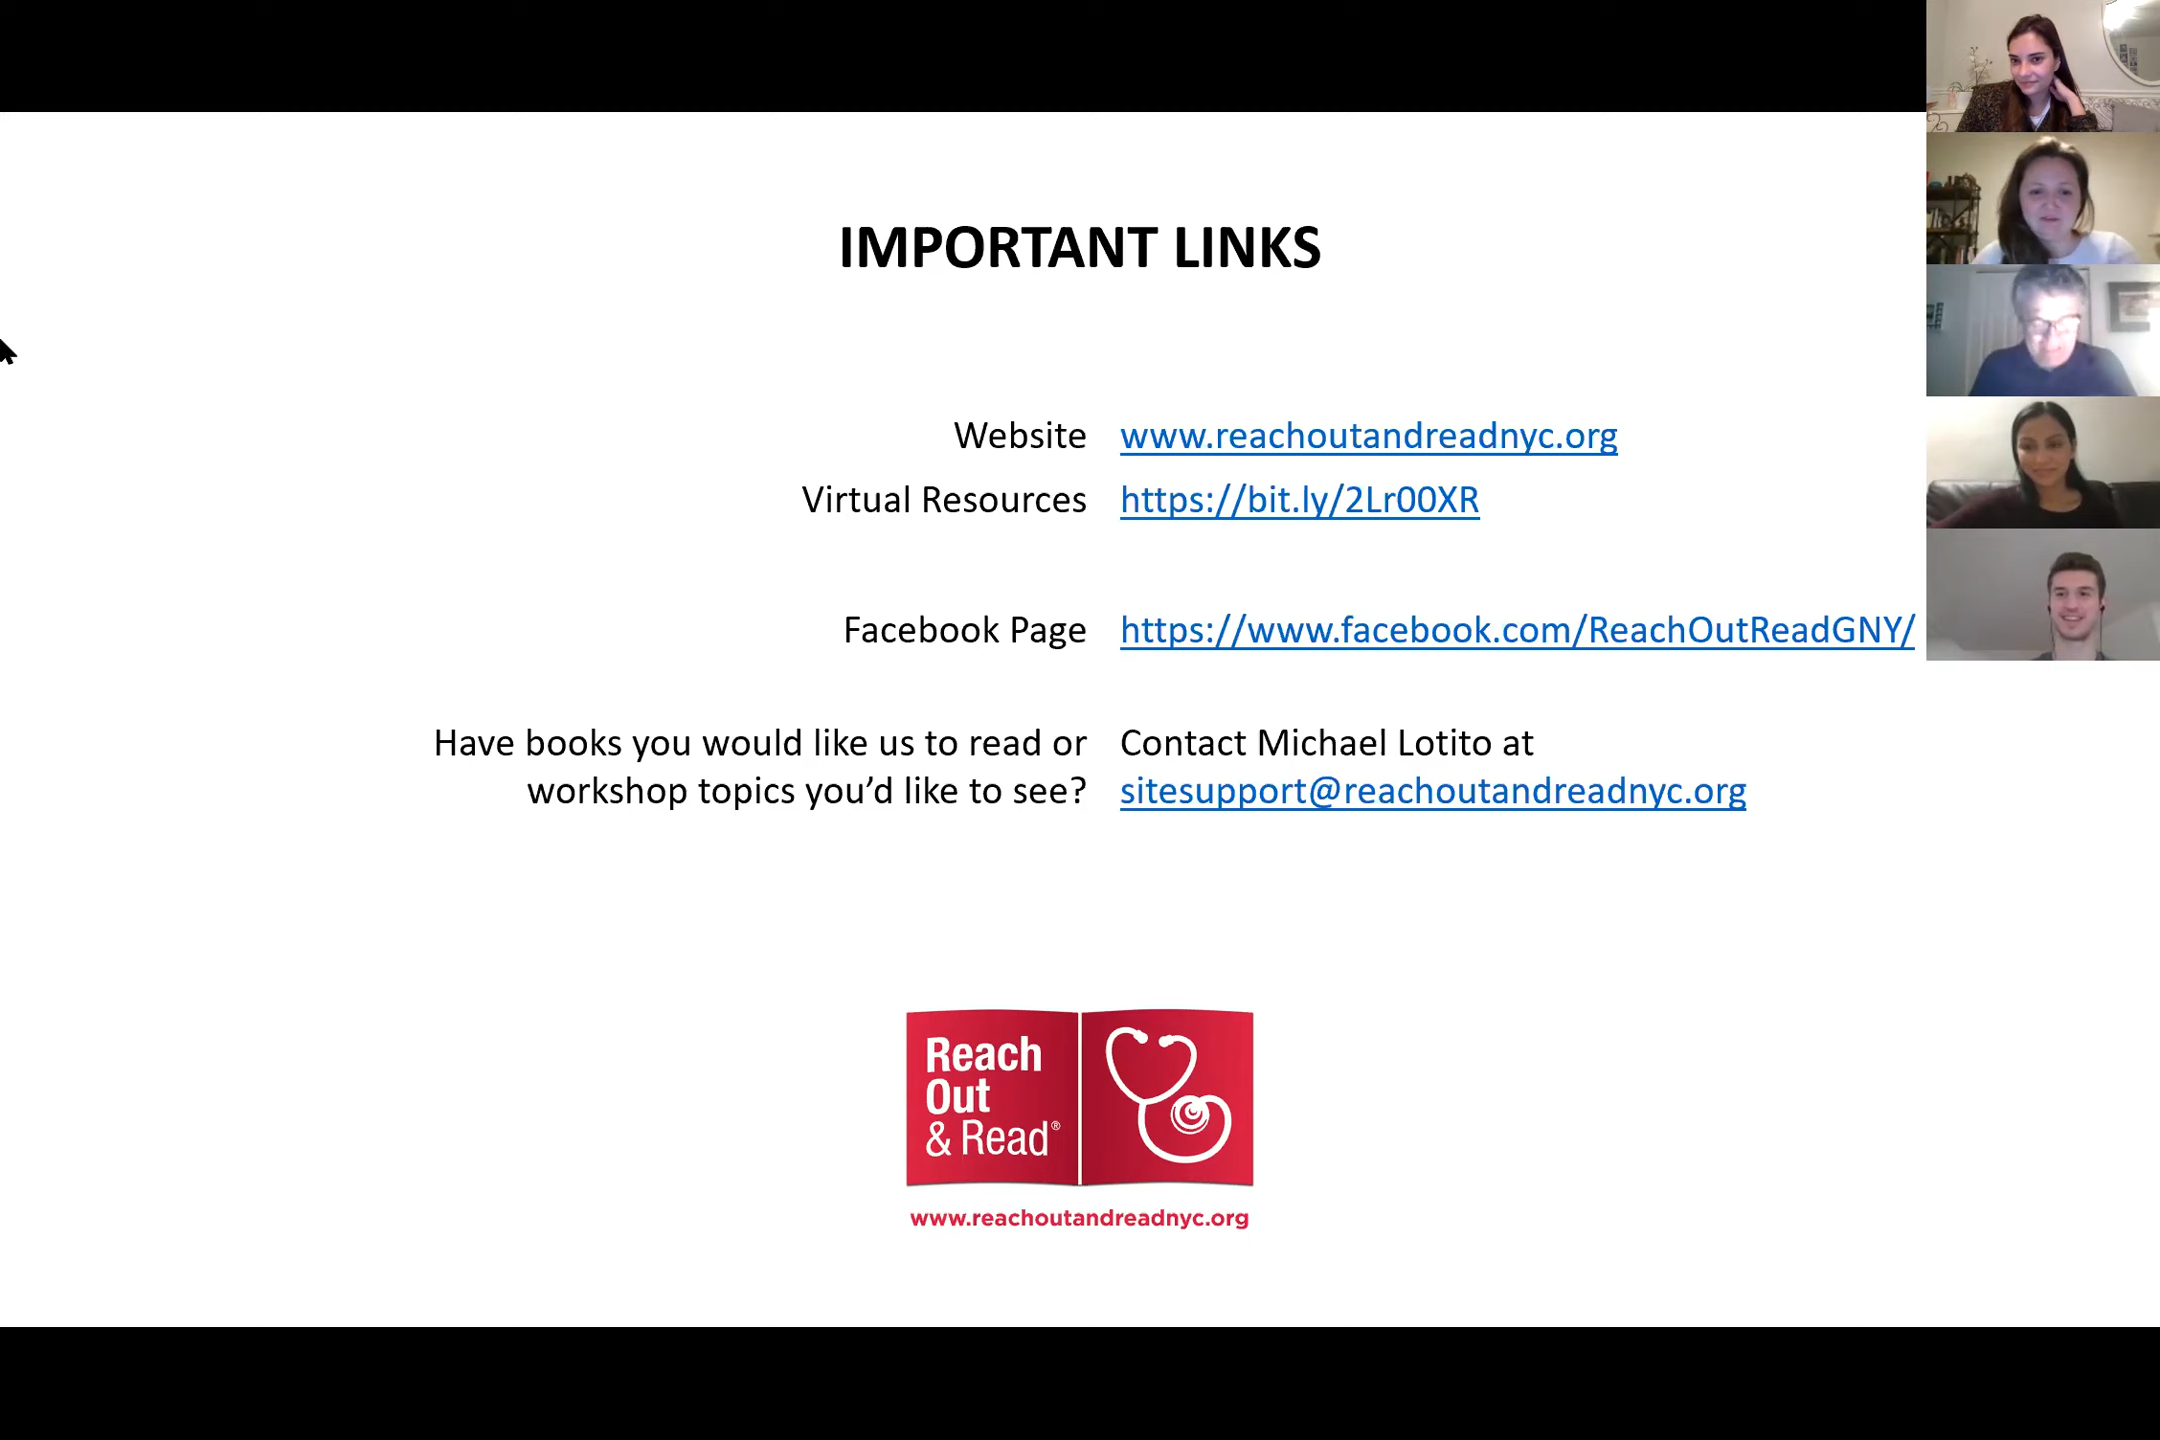 IMPORTANT LINKS
Website www.reachoutandreadnyc.org
Virtual Resources https://bit.ly/2Lr00XR
Facebook Page https://www.facebook.com/ReachOutReadGNY/
Have books you would like us to read or
workshop topics you’d like to see?
Contact Michael Lotito at
sitesupport@reachoutandreadnyc.org
Reach
Out
& Read®
www.reachoutandreadnyc.org